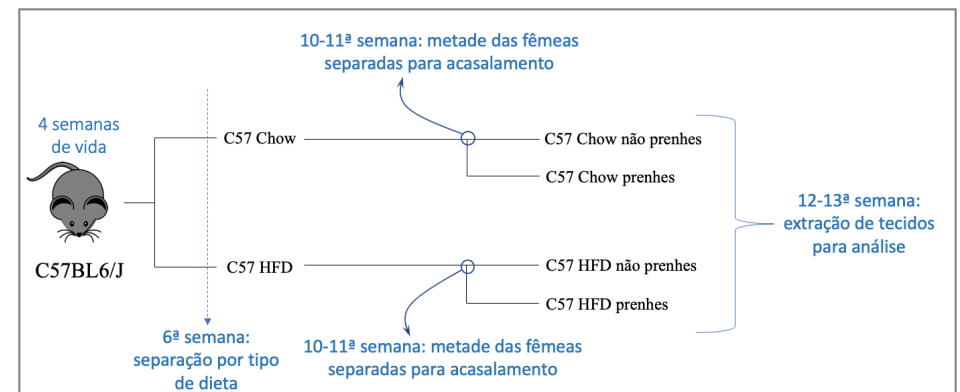 10-11ª semana: metade das fêmeas
separadas para acasalamento
4 semanas
de vida
C57BL6/J
C57 Chow
C57 Chow não prenhes
C57 Chow prenhes
12-13ª semana:
extração de tecidos
para análise
C57 HFD
C57 HFD não prenhes
C57 HFD prenhes
6ª semana:
separação por tipo
de dieta
10-11ª semana: metade das fêmeas
separadas para acasalamento